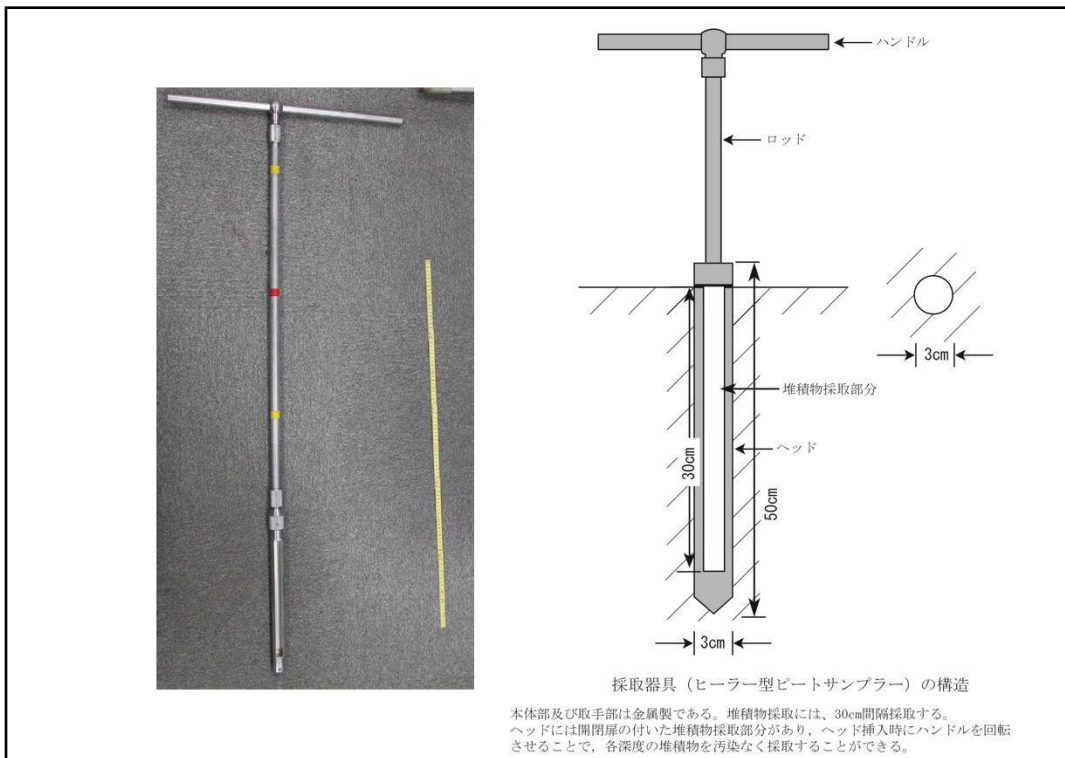 ハンドル
ロッド
3cm
堆積物採取部分
ヘッド
30cm
50cm
3cm
採取器具（ヒーラー型ピートサンプラー）の構造
本体部及び取手部は金属製である。堆積物採取には、30cm間隔採取する。
ヘッドには開閉扉の付いた堆積物採取部分があり，ヘッド挿入時にハンドルを回転
させることで，各深度の堆積物を汚染なく採取することができる。